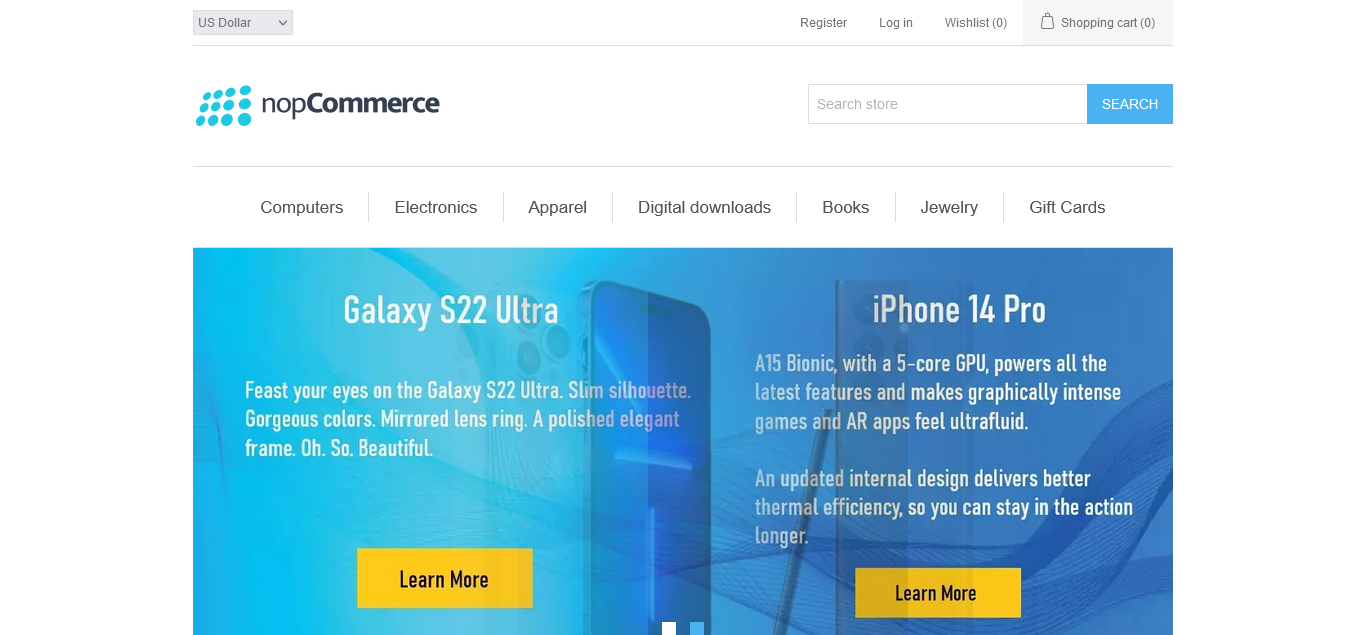 US Dollar
Register
Log in
Wishlist (0)
Shopping cart (0)
nopCommerce
Search store
SEARCH
Computers
Electronics
Apparel
Digital downloads
Books
Jewelry
Gift Cards
Galaxy S22 Ultra
Feast your eyes on the Galaxy S22 Ultra. Slim silhouette.
Gorgeous colors. Mirrored lens ring. A polished elegant
frame. Oh. So. Beautiful.
Learn More
iPhone 14 Pro
A15 Bionic, with a 5-core GPU, powers all the
latest features and makes graphically intense
games and AR apps feel ultrafluid.
An updated internal design delivers better
thermal efficiency, so you can stay in the action
longer.
Learn More